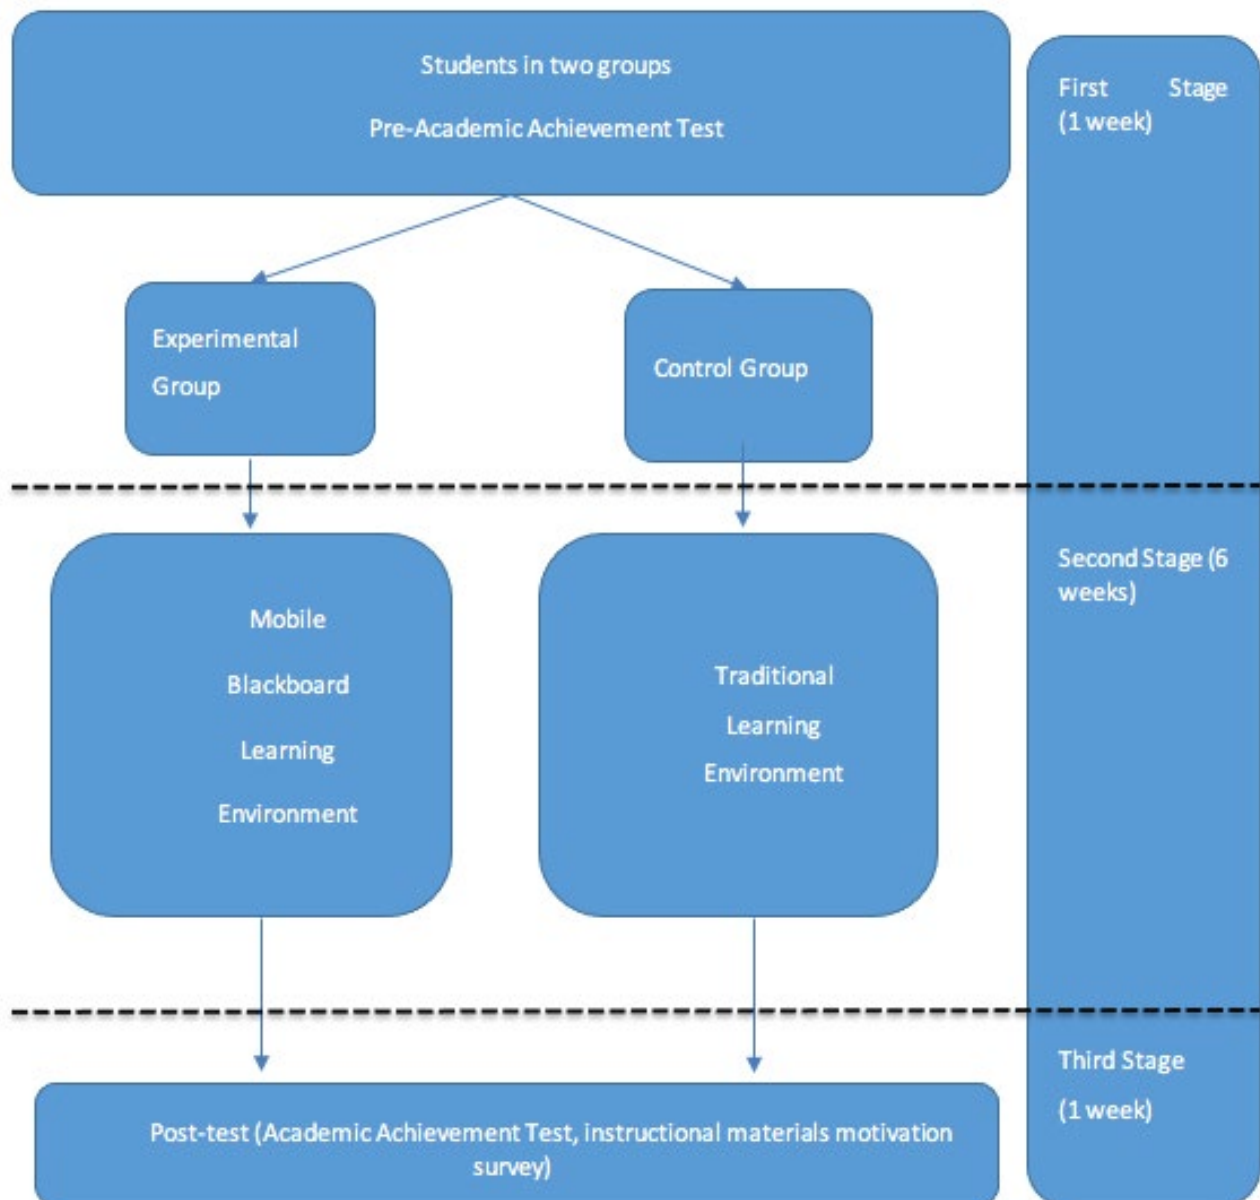 Students in two groups
Pre-Academic Achievement Test
First Stage
(1 week)
Experimental
Group
Control Group
Second Stage (6
weeks)
Mobile
Blackboard
Learning
Environment
Traditional
Learning
Environment
Third Stage
(1 week)
Post-test (Academic Achievement Test, instructional materials motivation
survey)